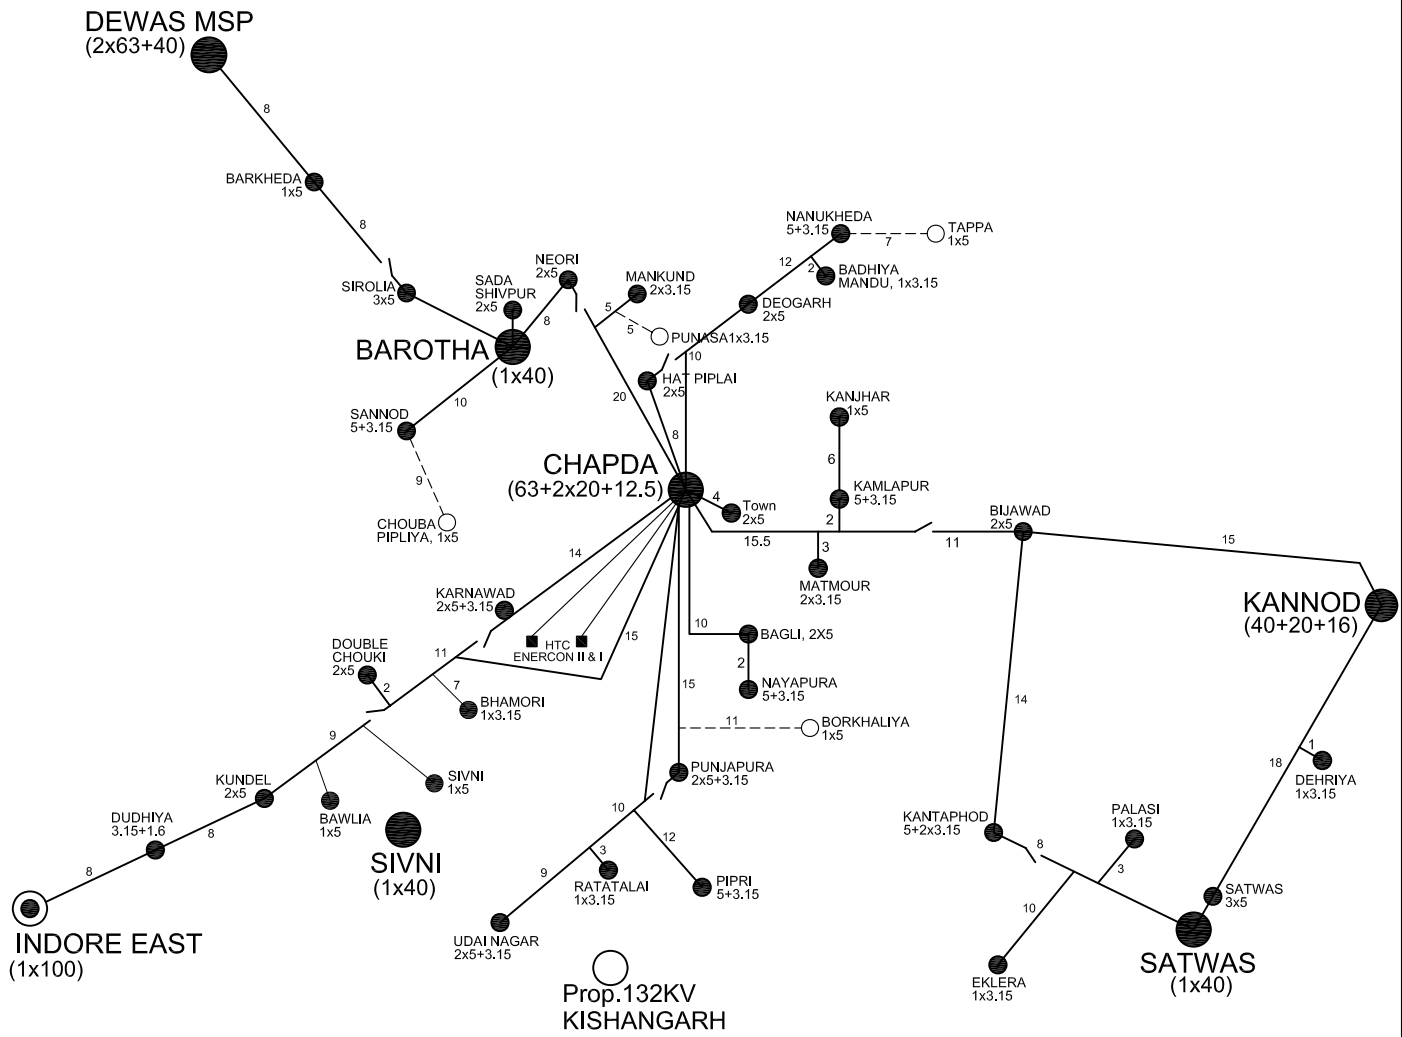 DEWAS MSP
(2x63+40)
8
BARKHEDA
1x5
8
SIROLIA
3x5
SADA
SHIVPUR
2x5
NEORI
2x5
8
BAROTHA
(1x40)
10
SANNOD
5+3.15
9
CHOUBA
PIPLIYA, 1x5
MANKUND
2x3.15
5
5
PUNASA1x3.15
20
NANUKHEDA
5+3.15
7
TAPPA
1x5
12
2
BADHIYA
MANDU, 1x3.15
DEOGARH
2x5
10
HAT PIPLAI
2x5
8
CHAPDA
(63+2x20+12.5)
4
Town
2x5
KANJHAR
1x5
6
KAMLAPUR
5+3.15
2
15.5
3
MATMOUR
2x3.15
11
BIJAWAD
2x5
15
KANNOD
(40+20+16)
14
KARNAWAD
2x5+3.15
HTC
ENERCON II & I
15
10
BAGLI, 2X5
2
NAYAPURA
5+3.15
DOUBLE
CHOUKI
2x5
11
2
7
BHAMORI
1x3.15
15
11
BORKHALIYA
1x5
14
9
KUNDEL
2x5
SIVNI
1x5
BAWLIA
1x5
PUNJAPURA
2x5+3.15
18
1
DEHRIYA
1x3.15
DUDHIYA
3.15+1.6
8
8
SIVNI
(1x40)
10
12
9
3
RATATALAI
1x3.15
PIPRI
5+3.15
KANTAPHOD
5+2x3.15
8
PALASI
1x3.15
3
10
SATWAS
3x5
INDORE EAST
(1x100)
UDAI NAGAR
2x5+3.15
EKLERA
1x3.15
SATWAS
(1x40)
Prop.132KV
KISHANGARH